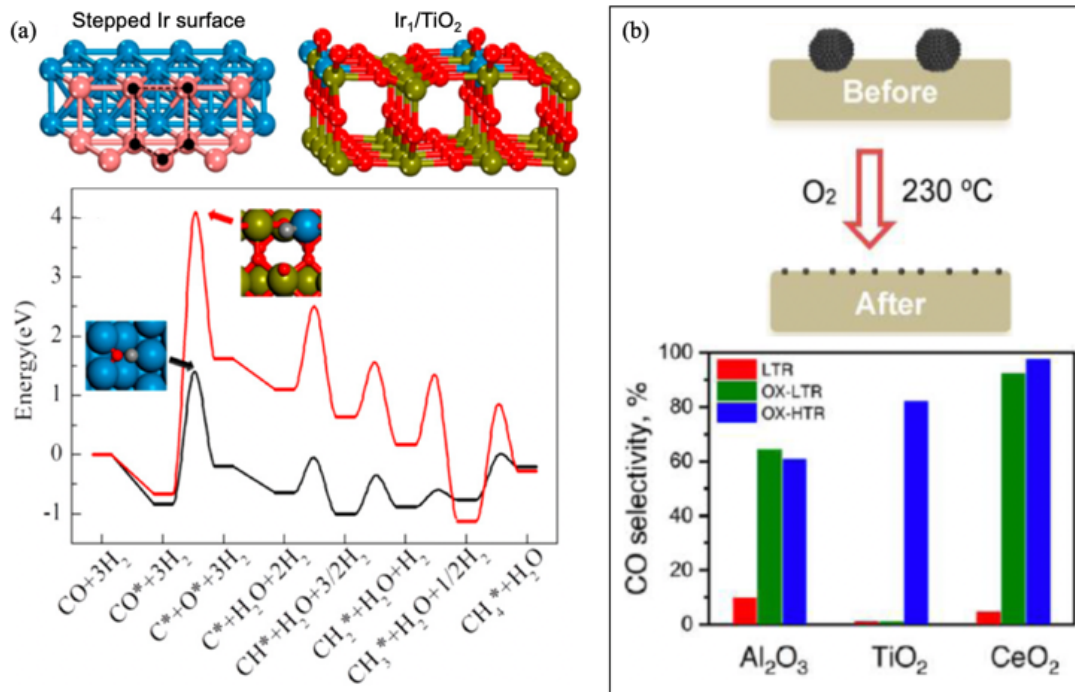 (a)
Stepped Ir surface
Ir₁/TiO₂
Energy(eV)
4
3
2
1
0
-1
CO+3H₂
CO*+3H₂
C*+O*+3H₂
C*+H₂O+2H₂
CH*+H₂O+3/2H₂
CH₂*+H₂O+H₂
CH₃*+H₂O+1/2H₂
CH₄*+H₂O
(b)
Before
O₂ 230 ºC
After
CO selectivity, %
100
80
60
40
20
0
LTR
OX-LTR
OX-HTR
Al₂O₃
TiO₂
CeO₂